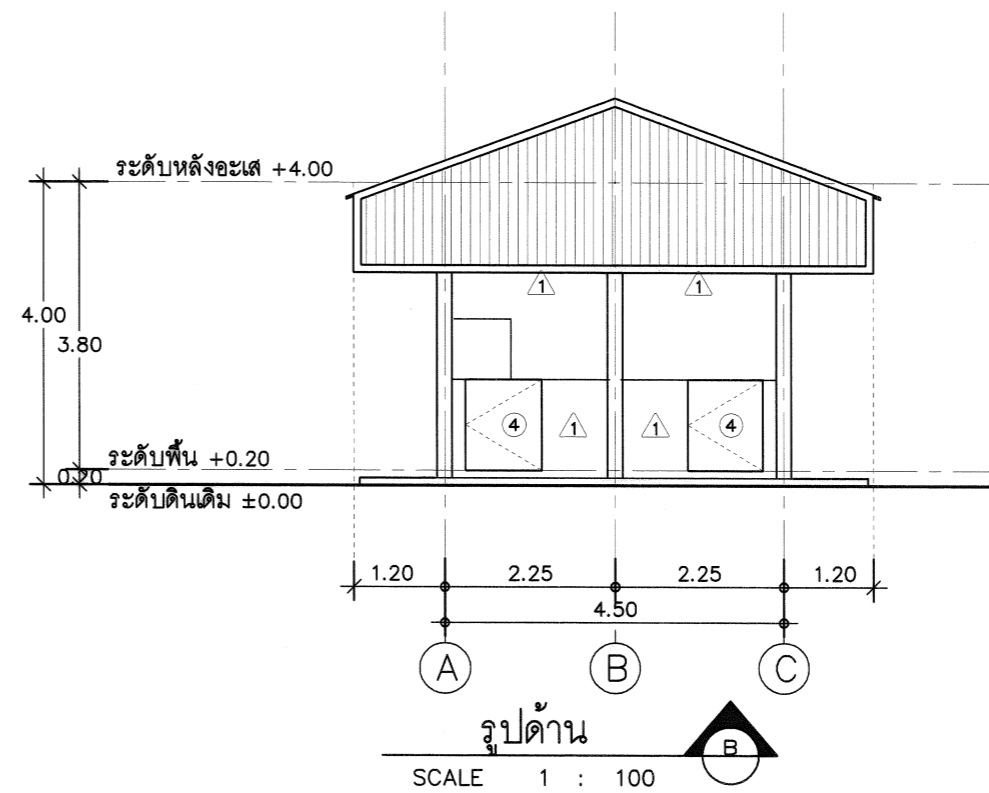 ระดับหลังอะเส +4.00
1 1
4.00
3.80
4 1 1 4
ระดับพื้น +0.20
0.20
ระดับดินเดิม ±0.00
1.20 2.25 2.25 1.20
4.50
A B C
รูปด้าน B
SCALE 1 : 100